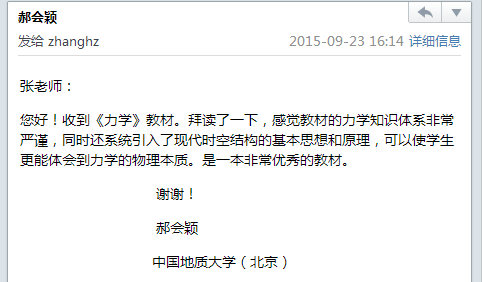 郝会颖
发给 zhanghz 2015-09-23 16:14 详细信息
张老师：
您好！收到《力学》教材。拜读了一下，感觉教材的力学知识体系非常
严谨，同时还系统引入了现代时空结构的基本思想和原理，可以使学生
更能体会到力学的物理本质。是一本非常优秀的教材。
谢谢！
郝会颖
中国地质大学（北京）